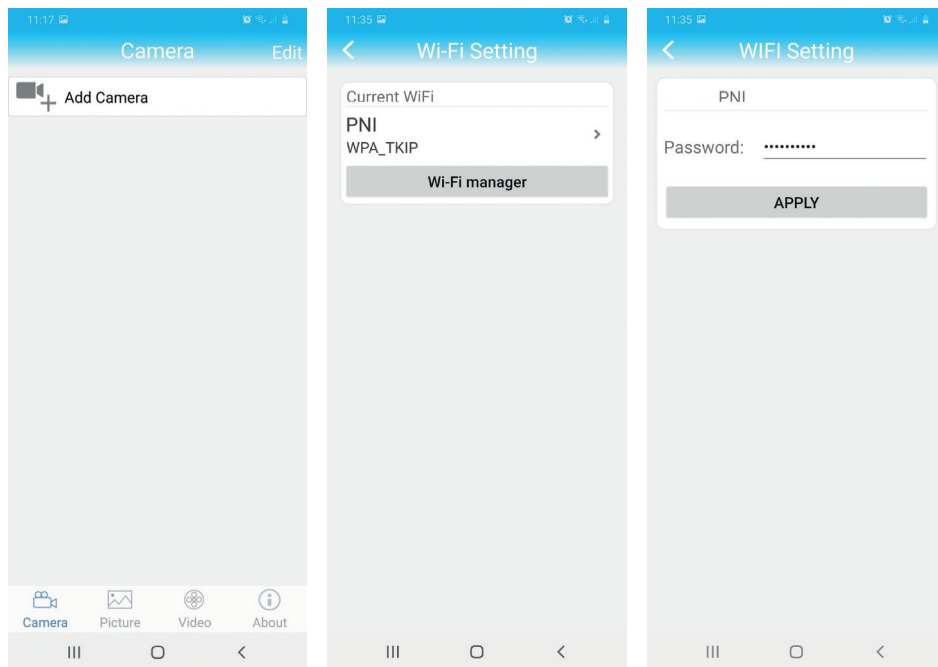 11:17
Camera
Edit
Add Camera
Camera
Picture
Video
About
11:35
Wi-Fi Setting
Current WiFi
PNI
WPA_TKIP
Wi-Fi manager
11:35
WIFI Setting
PNI
Password: ••••••••••
APPLY